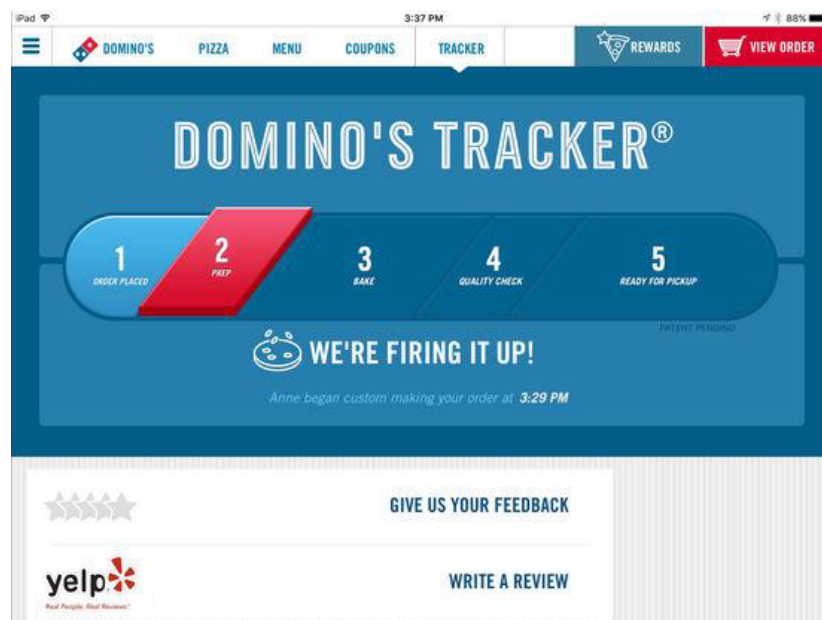 iPad 3:37 PM 88%
DOMINO'S PIZZA MENU COUPONS TRACKER REWARDS VIEW ORDER
DOMINO'S TRACKER®
1 2 3 4 5
ORDER PLACED PREP BAKE QUALITY CHECK READY FOR PICKUP
PATENT PENDING
WE'RE FIRING IT UP!
Anne began custom making your order at 3:29 PM
GIVE US YOUR FEEDBACK
yelp WRITE A REVIEW
Real People. Real Reviews.®